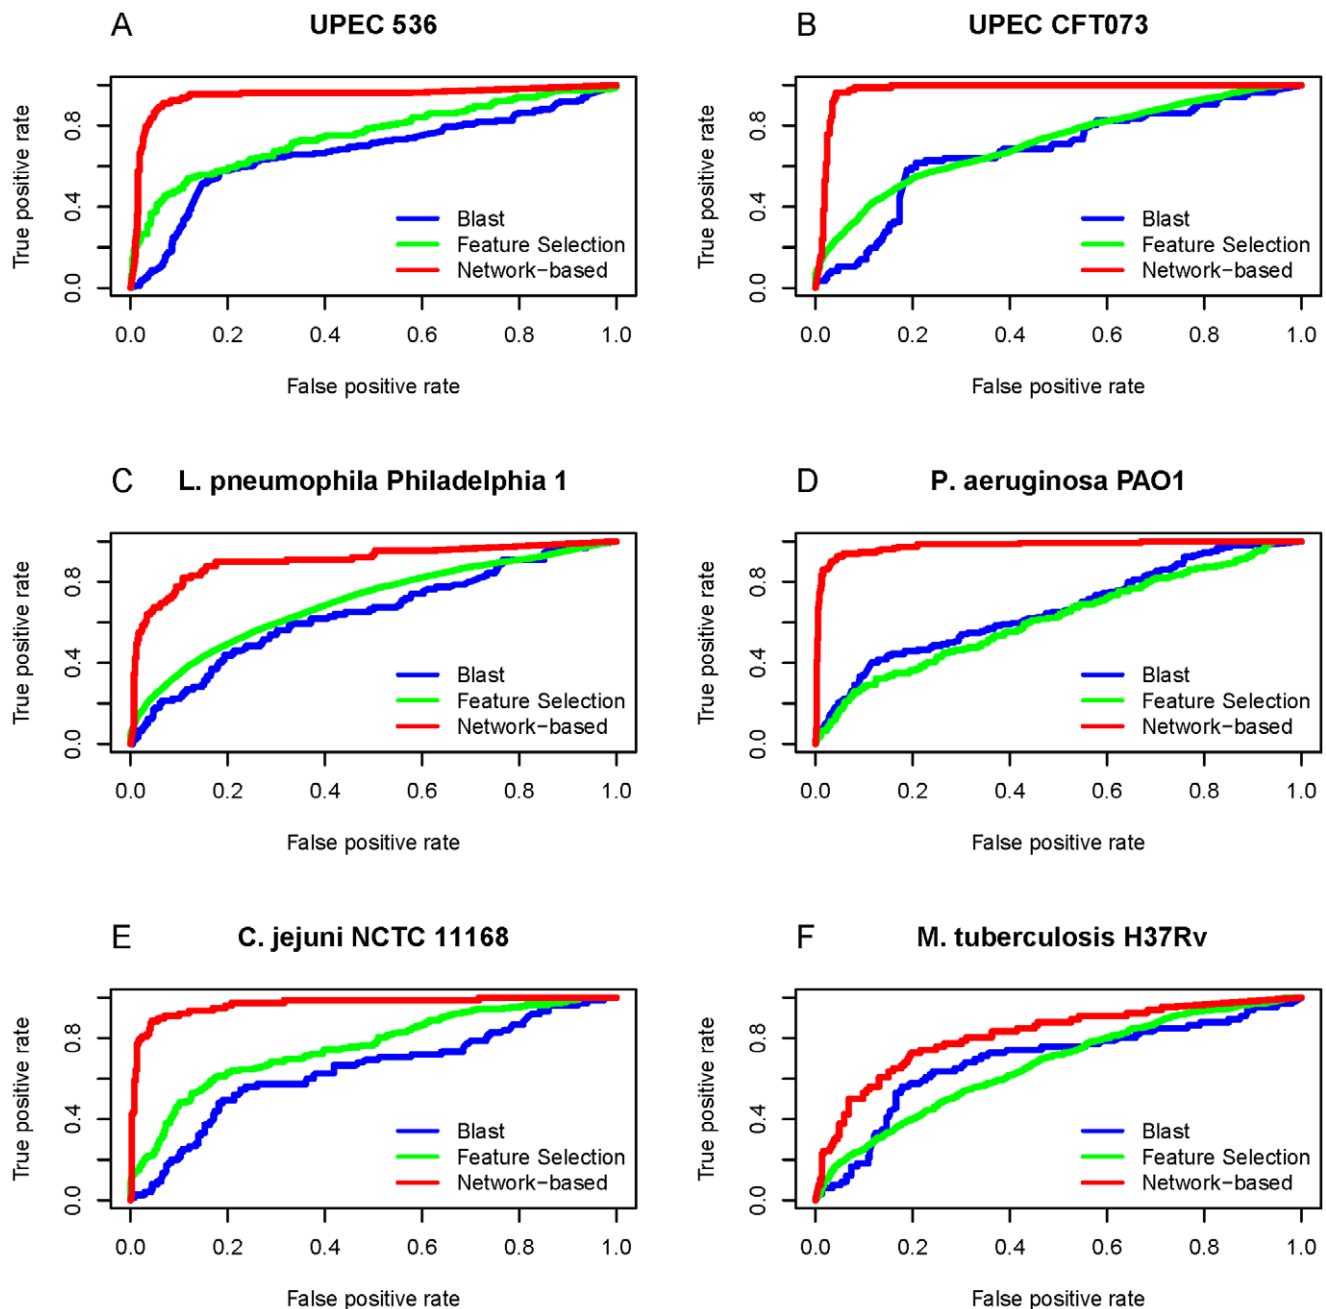 A UPEC 536
True positive rate
0.0 0.4 0.8
Blast
Feature Selection
Network-based
0.0 0.2 0.4 0.6 0.8 1.0
False positive rate
B UPEC CFT073
True positive rate
0.0 0.4 0.8
Blast
Feature Selection
Network-based
0.0 0.2 0.4 0.6 0.8 1.0
False positive rate
C L. pneumophila Philadelphia 1
True positive rate
0.0 0.4 0.8
Blast
Feature Selection
Network-based
0.0 0.2 0.4 0.6 0.8 1.0
False positive rate
D P. aeruginosa PAO1
True positive rate
0.0 0.4 0.8
Blast
Feature Selection
Network-based
0.0 0.2 0.4 0.6 0.8 1.0
False positive rate
E C. jejuni NCTC 11168
True positive rate
0.0 0.4 0.8
Blast
Feature Selection
Network-based
0.0 0.2 0.4 0.6 0.8 1.0
False positive rate
F M. tuberculosis H37Rv
True positive rate
0.0 0.4 0.8
Blast
Feature Selection
Network-based
0.0 0.2 0.4 0.6 0.8 1.0
False positive rate